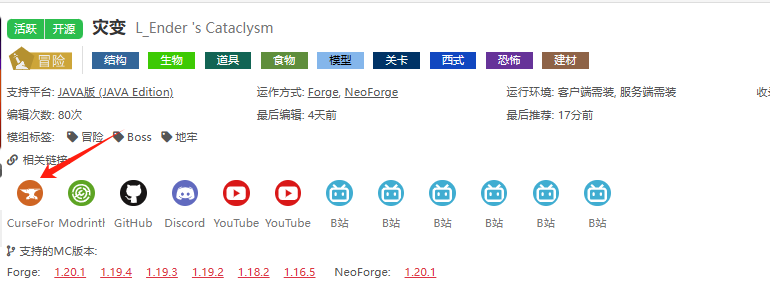 活跃 开源 灾变 L_Ender 's Cataclysm
冒险 结构 生物 道具 食物 模型 关卡 西式 恐怖 建材
支持平台: JAVA版 (JAVA Edition) 运作方式: Forge, NeoForge 运行环境: 客户端需装, 服务端需装 收
编辑次数: 80次 最后编辑: 4天前 最后推荐: 17分前
模组标签: 冒险 Boss 地牢
相关链接
CurseFor Modrinth GitHub Discord YouTube YouTube B站 B站 B站 B站 B站 B站
支持的MC版本:
Forge: 1.20.1 1.19.4 1.19.3 1.19.2 1.18.2 1.16.5 NeoForge: 1.20.1